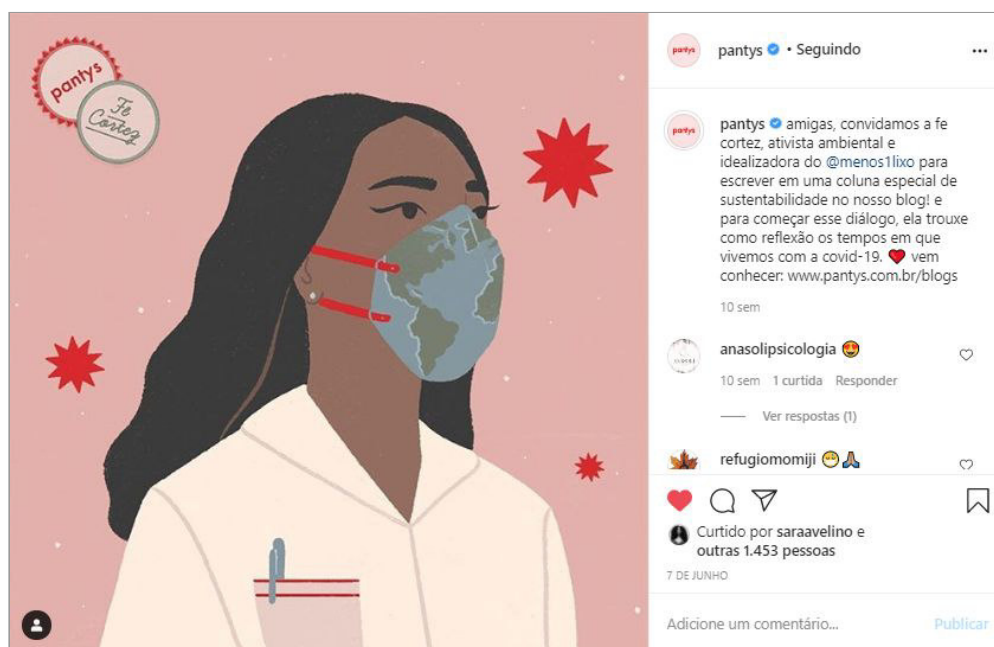 pantys
Fe
Cortez
pantys
pantys • Seguindo
pantys
pantys amigas, convidamos a fe
cortez, ativista ambiental e
idealizadora do @menos1lixo para
escrever em uma coluna especial de
sustentabilidade no nosso blog! e
para começar esse diálogo, ela trouxe
como reflexão os tempos em que
vivemos com a covid-19. ❤️ vem
conhecer: www.pantys.com.br/blogs
10 sem
anasolipsicologia 😍
10 sem 1 curtida Responder
Ver respostas (1)
refugiomomiji 😷🙏
Curtido por saraavelino e
outras 1.453 pessoas
7 DE JUNHO
Adicione um comentário... Publicar